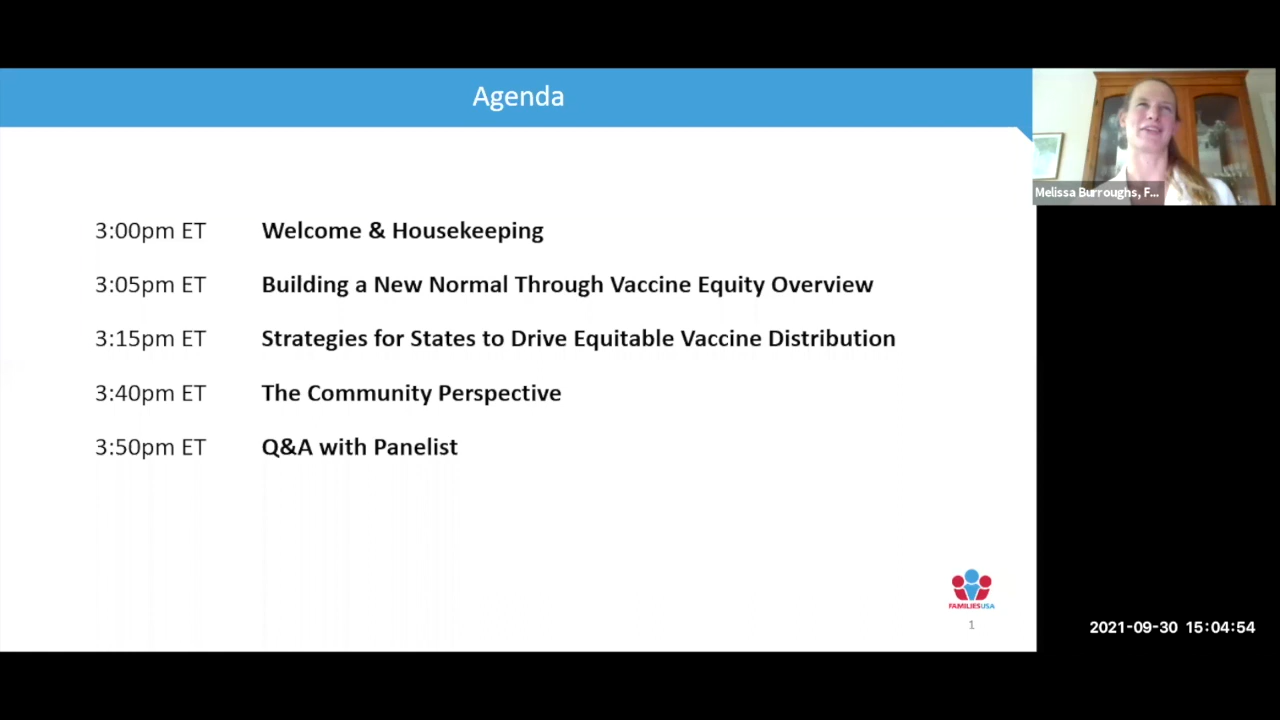 Agenda
Melissa Burroughs, F...
3:00pm ET Welcome & Housekeeping
3:05pm ET Building a New Normal Through Vaccine Equity Overview
3:15pm ET Strategies for States to Drive Equitable Vaccine Distribution
3:40pm ET The Community Perspective
3:50pm ET Q&A with Panelist
FAMILIESUSA
1
2021-09-30 15:04:54